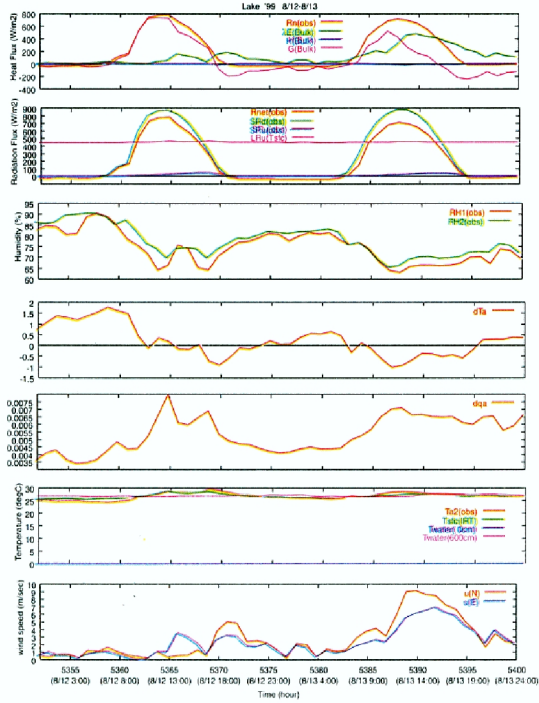 Lake '99 8/12-8/13
Heat Flux (W/m2)
800
600
400
200
0
-200
-400
Rn(obs)
λE(Bulk)
H(Bulk)
G(Bulk)
Radiation Flux (W/m2)
900
800
700
600
500
400
300
200
100
0
Rnet(obs)
SRd(obs)
SRu(obs)
LRu(Tsfc)
Humidity (%)
95
90
85
80
75
70
65
60
RH1(obs)
RH2(obs)
2
1.5
1
0.5
0
-0.5
-1
-1.5
dTa
0.0075
0.007
0.0065
0.006
0.0055
0.005
0.0045
0.004
0.0035
dqa
Temperature (degC)
30
25
20
15
10
5
0
Ta2(obs)
Tsfc(IRT)
Twater( 0cm)
Twater(600cm)
wind speed (m/sec)
10
9
8
7
6
5
4
3
2
1
0
u(N)
u(E)
5355 5360 5365 5370 5375 5380 5385 5390 5395 5400
(8/12 3:00) (8/12 8:00) (8/12 13:00) (8/12 18:00) (8/12 23:00) (8/13 4:00) (8/13 9:00) (8/13 14:00) (8/13 19:00) (8/13 24:00)
Time (hour)